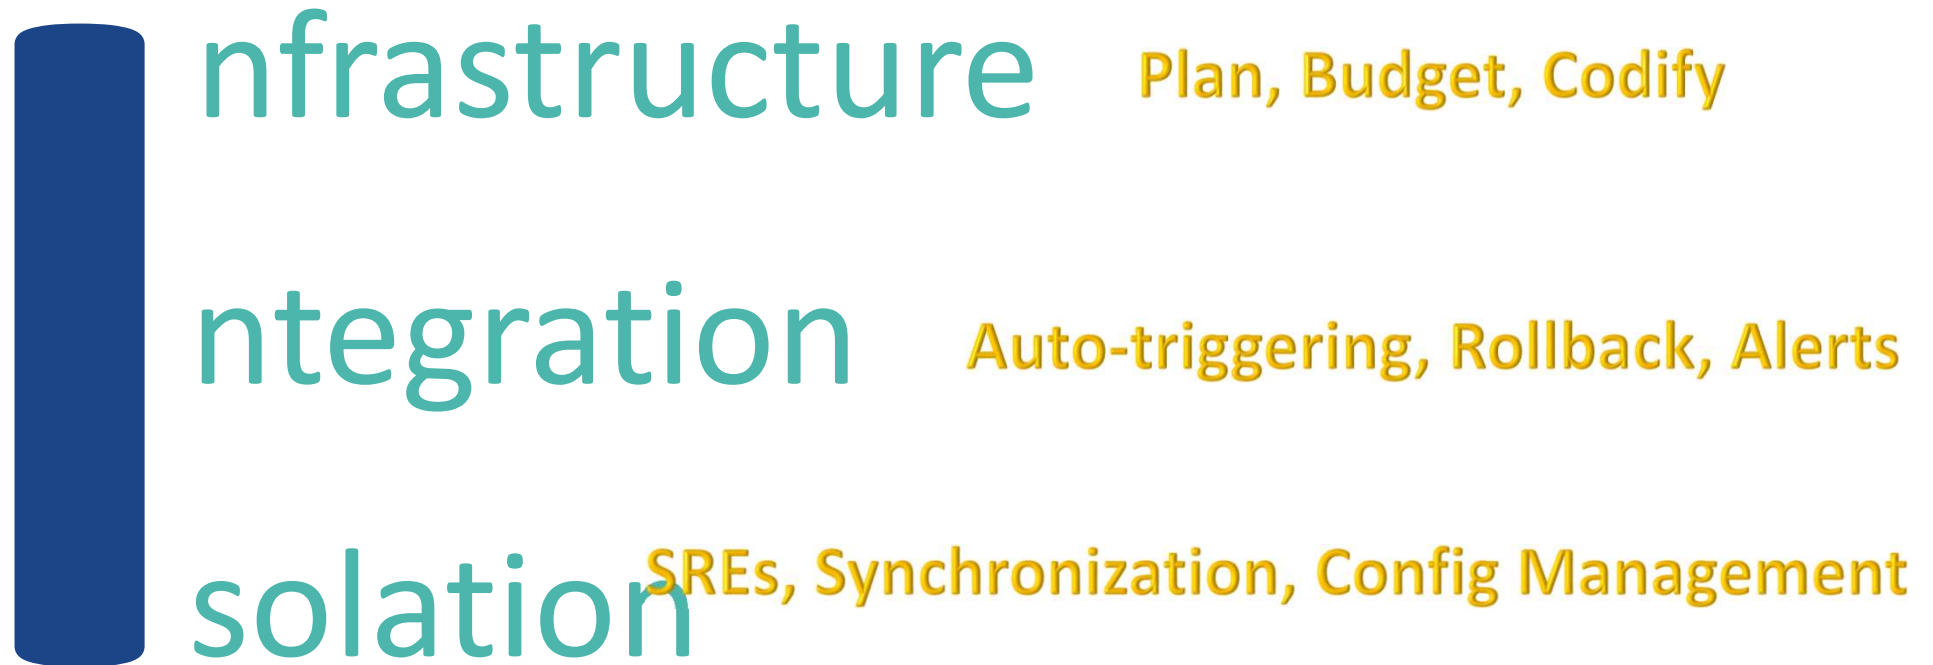 I
nfrastructure Plan, Budget, Codify
ntegration Auto-triggering, Rollback, Alerts
solation SREs, Synchronization, Config Management